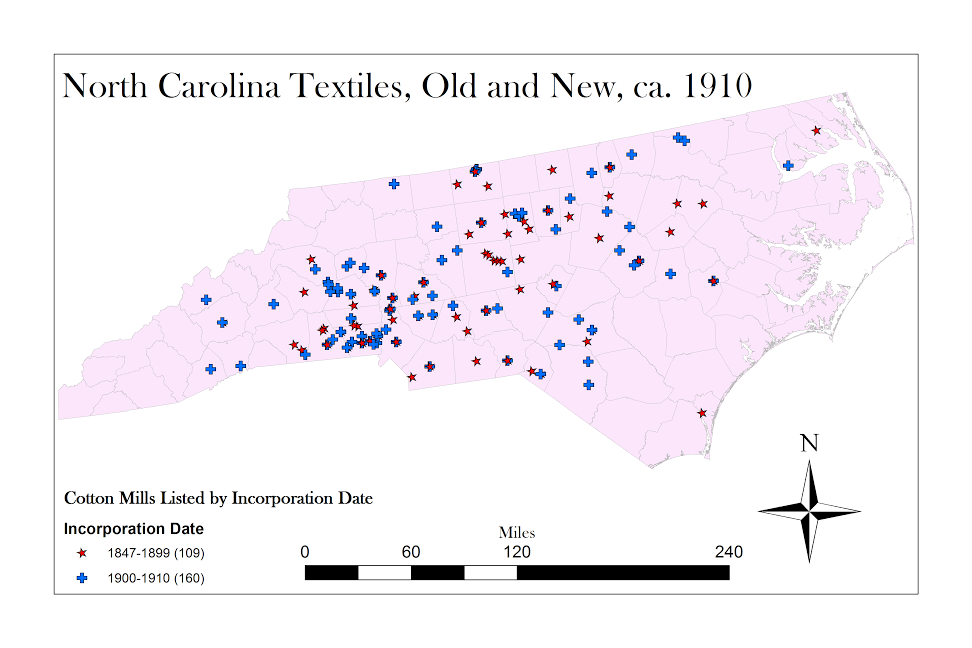 North Carolina Textiles, Old and New, ca. 1910
N
Cotton Mills Listed by Incorporation Date
Incorporation Date
1847-1899 (109)
1900-1910 (160)
Miles
0 60 120 240